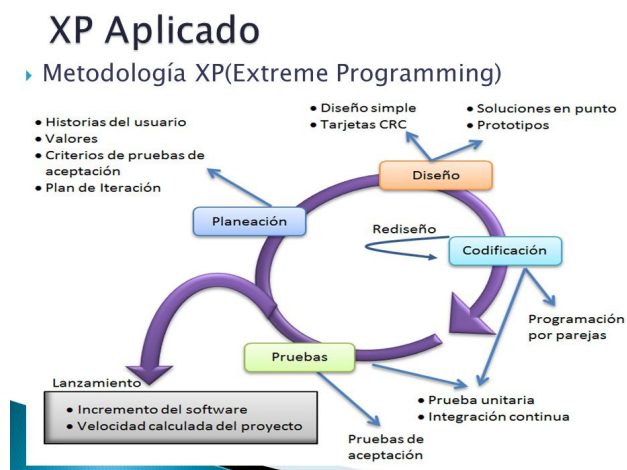 XP Aplicado
Metodología XP(Extreme Programming)
• Historias del usuario
• Valores
• Criterios de pruebas de
aceptación
• Plan de Iteración
• Diseño simple
• Tarjetas CRC
• Soluciones en punto
• Prototipos
Diseño
Planeación
Rediseño
Codificación
Programación
por parejas
Pruebas
Lanzamiento
• Incremento del software
• Velocidad calculada del proyecto
• Prueba unitaria
• Integración continua
Pruebas de
aceptación